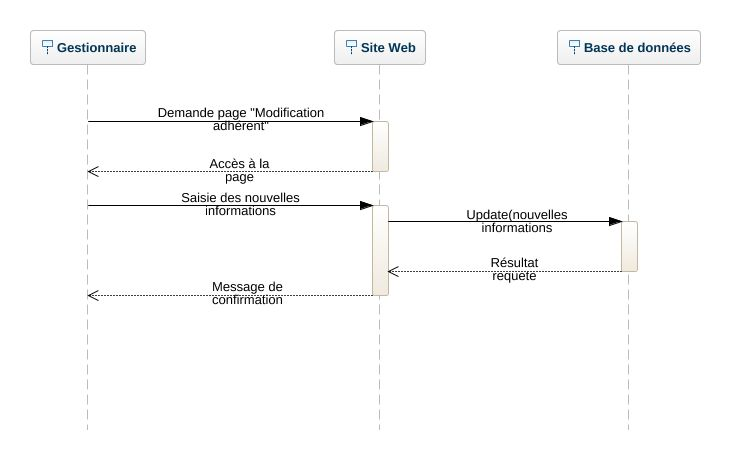 Gestionnaire
Site Web
Base de données
Demande page "Modification
adhérent"
Accès à la
page
Saisie des nouvelles
informations
Update(nouvelles
informations
Résultat
requete
Message de
confirmation